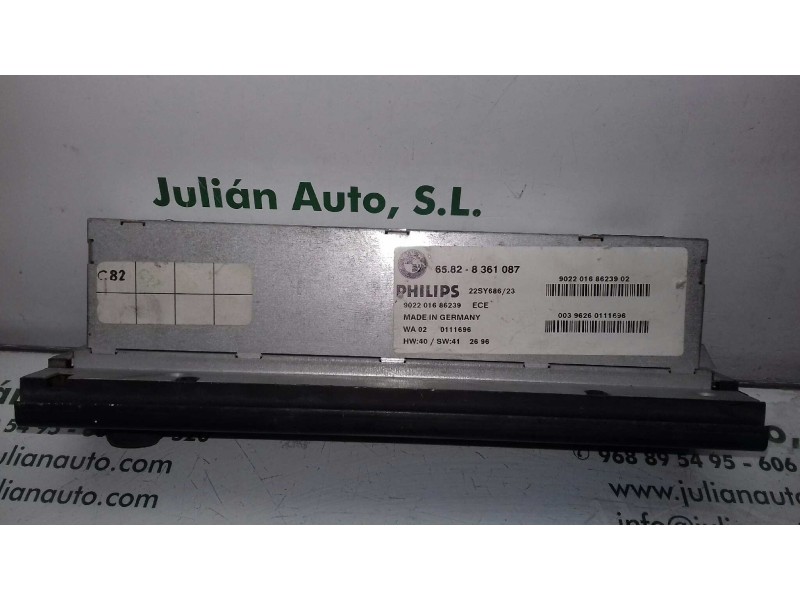 Julián Auto, S.L.
C82
65.82 - 8 361 087
PHILIPS 22SY686/23
9022 016 86239 ECE
MADE IN GERMANY
WA 02 0111696
HW:40 / SW:41 26 96
9022 016 86239 02
003 9626 0111696
julianauto.com
968 89 54 95 - 606
www.julianauto
info@julianau